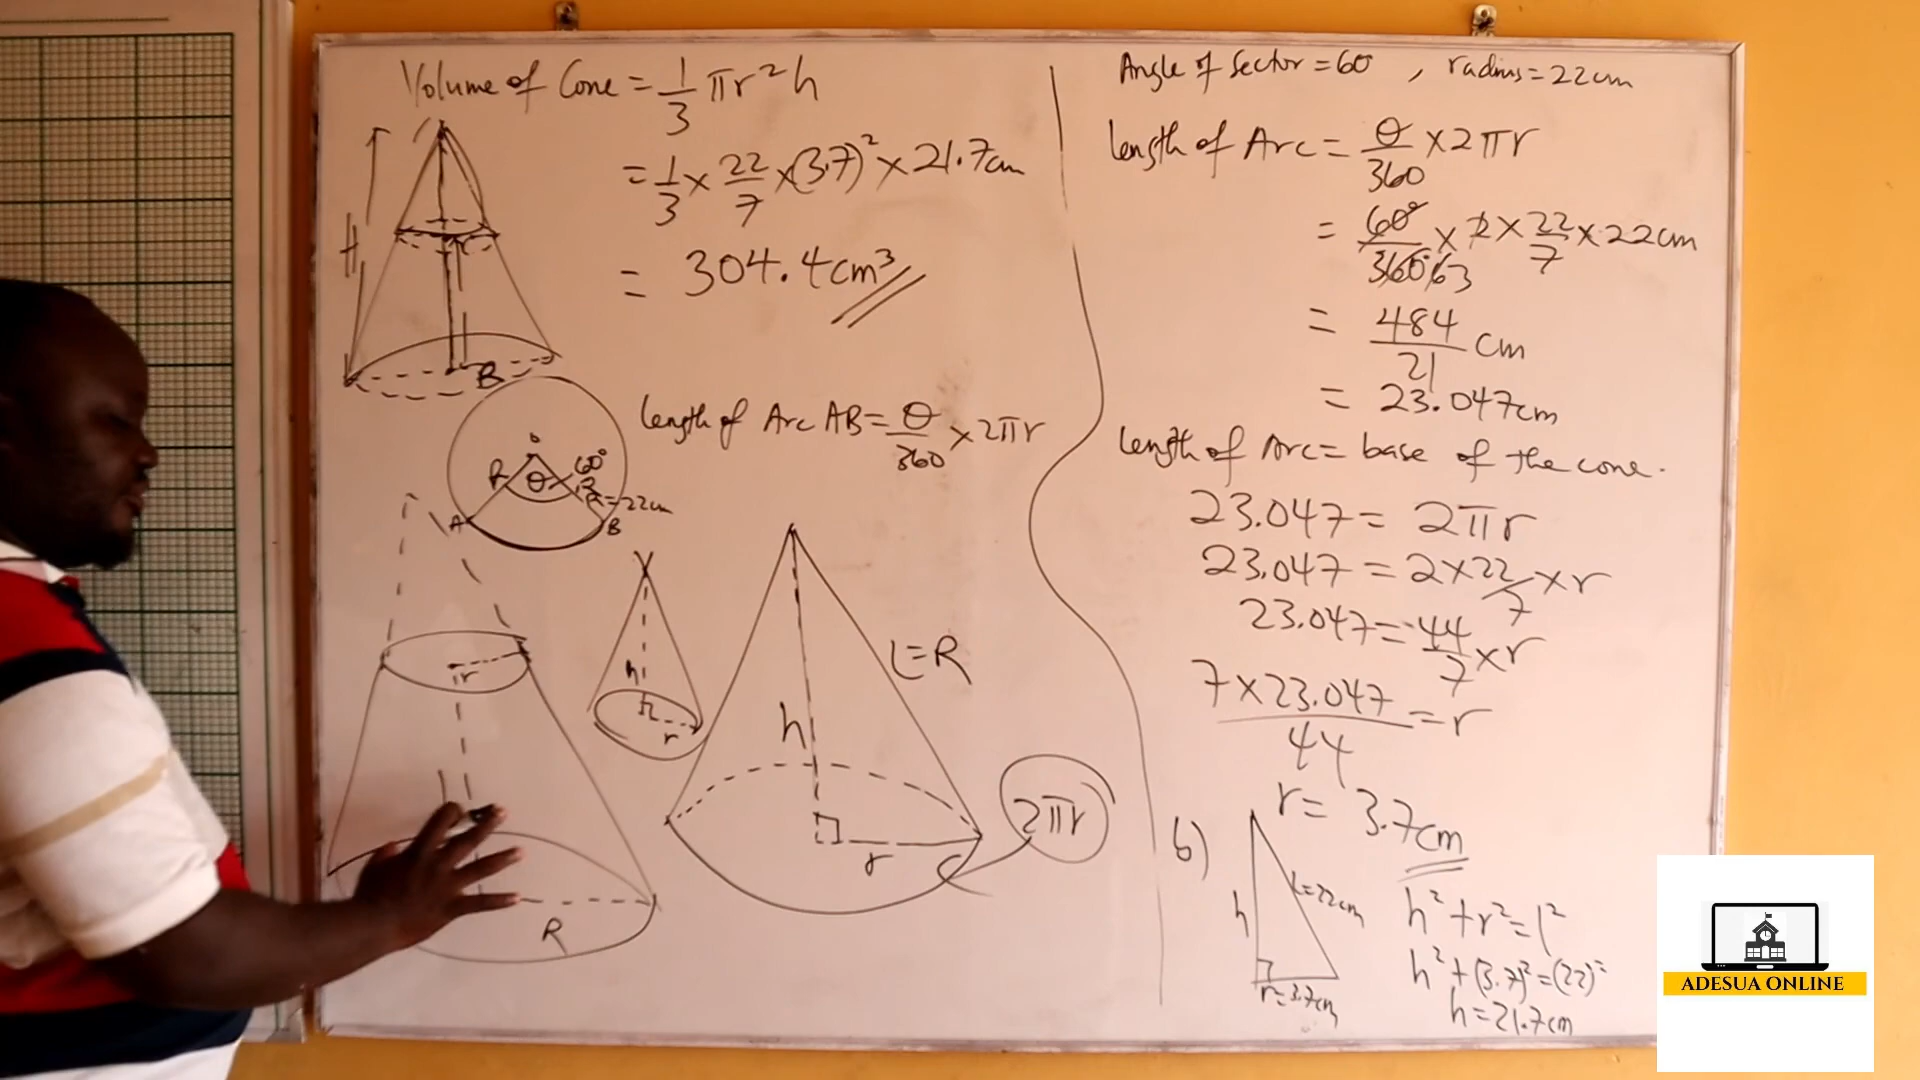 Volume of Cone = 1/3 πr²h
= 1/3 × 22/7 × (3.7)² × 21.7cm
= 304.4cm³
H
B
Length of Arc AB = θ/360 × 2πr
R θ 60°
r=22cm
A B
r
h
r
L=R
h
r
2πr
R
Angle of Sector = 60°, radius = 22cm
Length of Arc = θ/360 × 2πr
= 60°/360° × 2 × 22/7 × 22cm
= 484/21 cm
= 23.047cm
Length of Arc = base of the cone.
23.047 = 2πr
23.047 = 2×22/7 × r
23.047 = 44/7 × r
7×23.047/44 = r
r = 3.7cm
b)
h
L=22cm
r=3.7cm
h² + r² = l²
h² + (3.7)² = (22)²
h = 21.7cm
ADESUA ONLINE